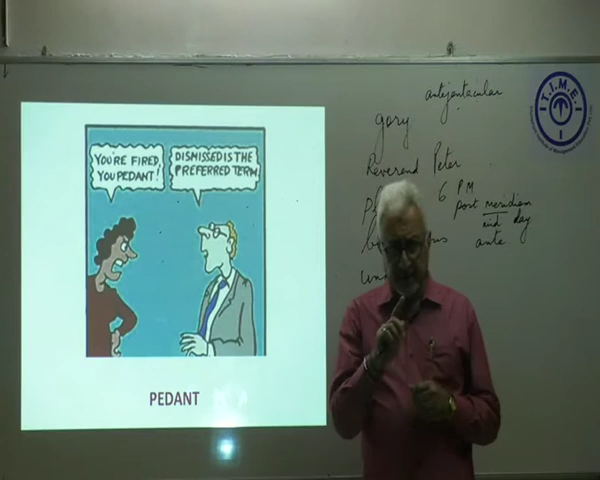 YOU'RE FIRED,
YOU PEDANT!
DISMISSED IS THE
PREFERRED TERM.
PEDANT
antijentacular
gory
Reverend Peter
6 PM
post meridian
mid day
ante
T.I.M.E.